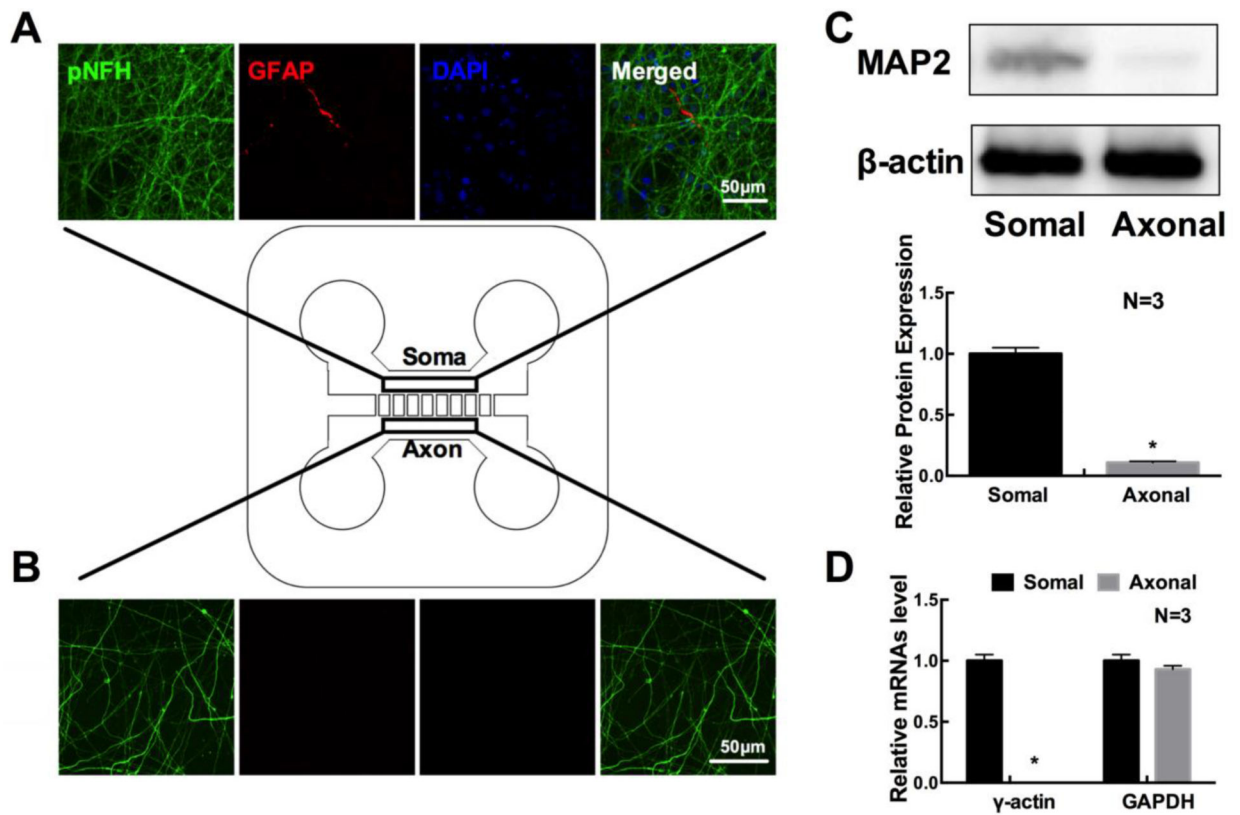 A
pNFH GFAP DAPI Merged
50μm
Soma
Axon
B
50μm
C
MAP2
β-actin
Somal Axonal
Relative Protein Expression
1.5
1.0
0.5
0.0
N=3
*
Somal Axonal
D
Somal Axonal
N=3
Relative mRNAs level
1.5
1.0
0.5
0.0
*
γ-actin GAPDH